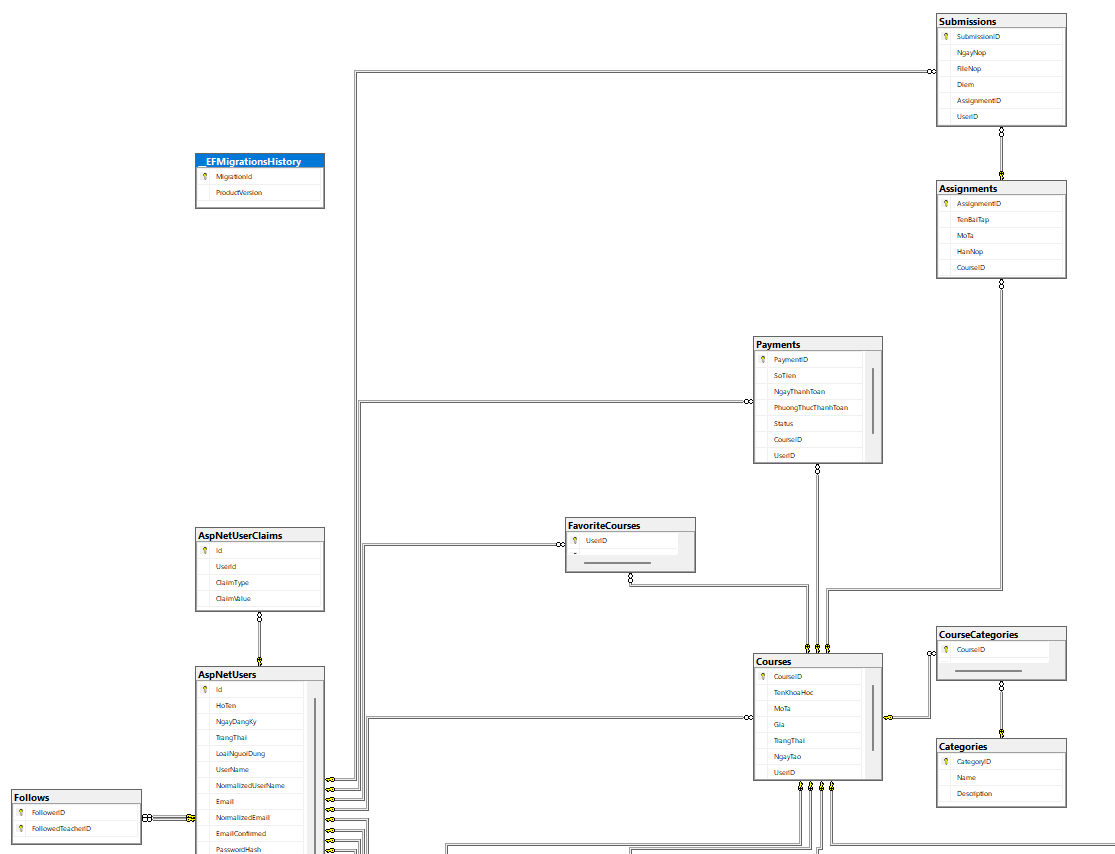 Submissions
SubmissionID
NgayNop
FileNop
Diem
AssignmentID
UserID
__EFMigrationsHistory
MigrationId
ProductVersion
Assignments
AssignmentID
TenBaiTap
MoTa
HanNop
CourseID
Payments
PaymentID
SoTien
NgayThanhToan
PhuongThucThanhToan
Status
CourseID
UserID
FavoriteCourses
UserID
AspNetUserClaims
Id
UserId
ClaimType
ClaimValue
CourseCategories
CourseID
Courses
CourseID
TenKhoaHoc
MoTa
Gia
TrangThai
NgayTao
UserID
AspNetUsers
Id
HoTen
NgayDangKy
TrangThai
LoaiNguoiDung
UserName
NormalizedUserName
Email
NormalizedEmail
EmailConfirmed
PasswordHash
Categories
CategoryID
Name
Description
Follows
FollowerID
FollowedTeacherID